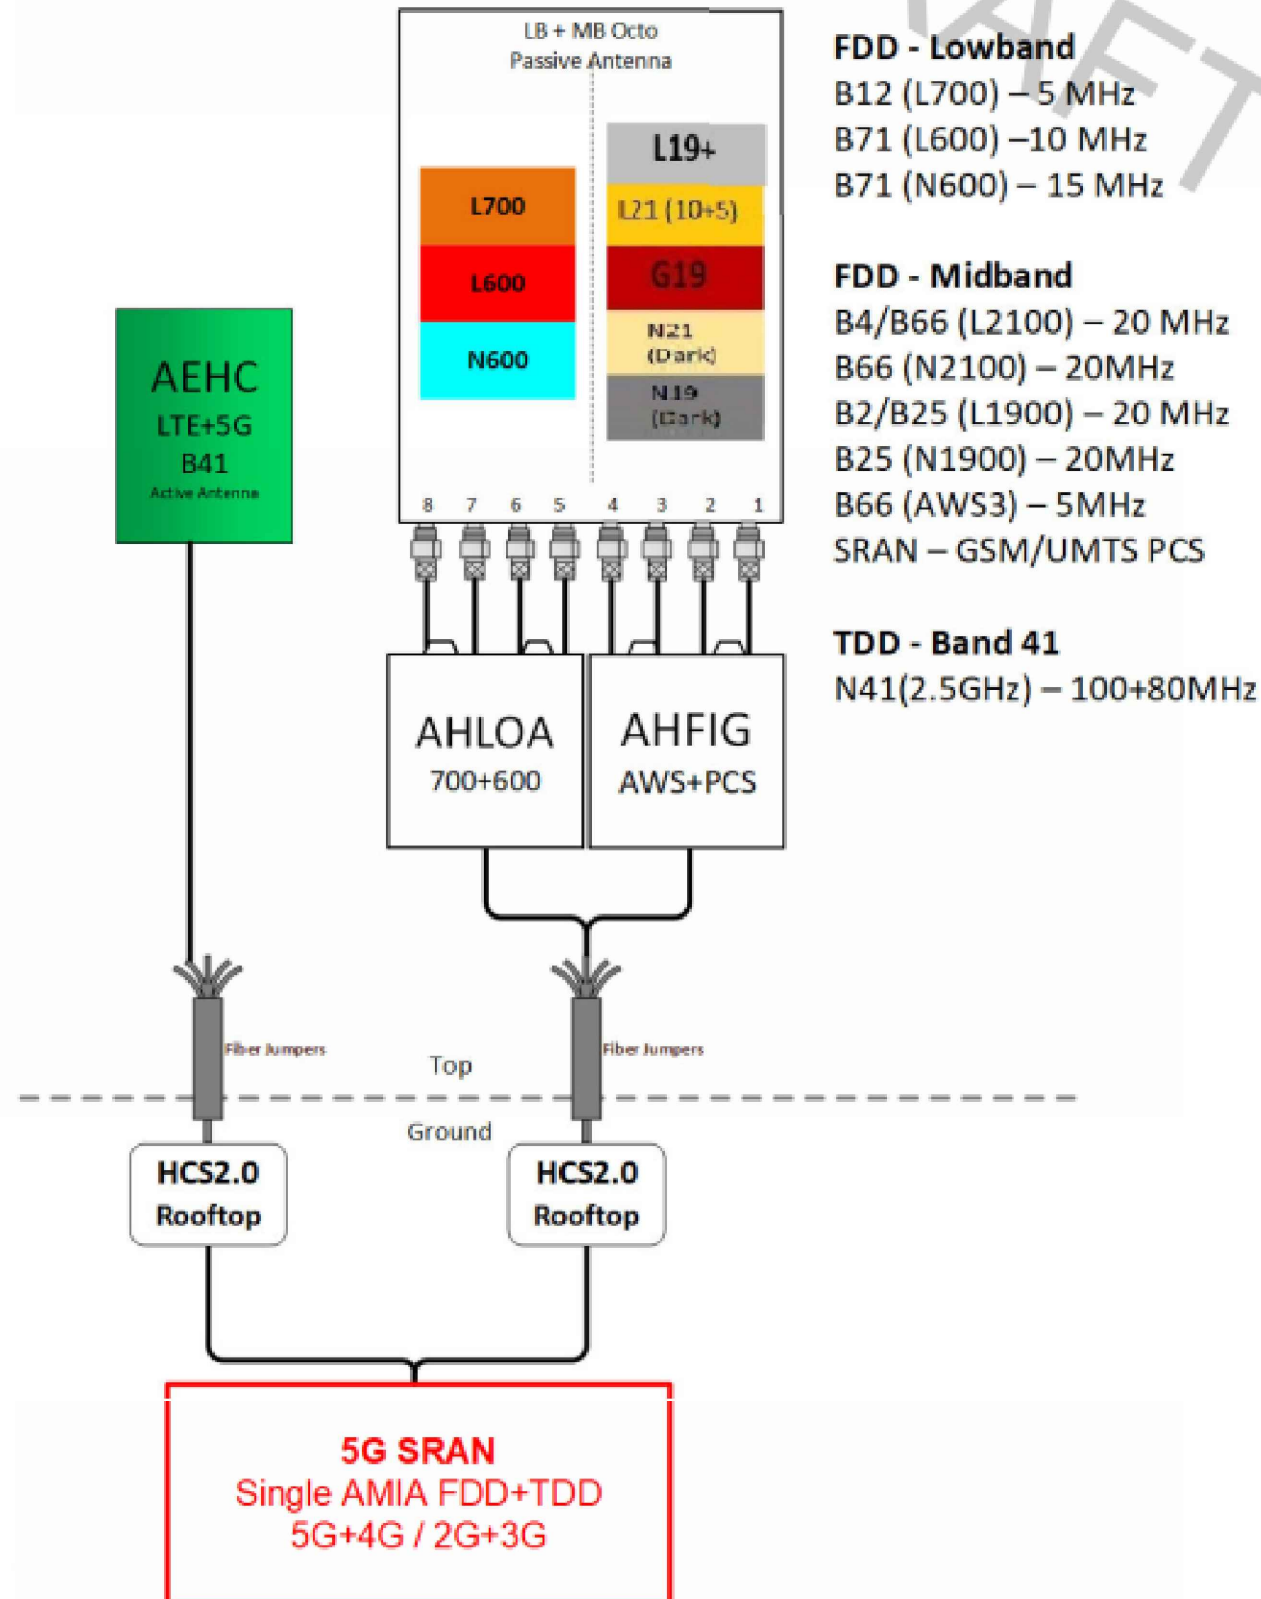 LB + MB Octo
Passive Antenna
L19+
L21 (10+5)
G19
N21
(Dark)
N19
(Dark)
L700
L600
N600
8 7 6 5 4 3 2 1
AEHC
LTE+5G
B41
Active Antenna
AHLOA
700+600
AHFIG
AWS+PCS
Fiber Jumpers
Fiber Jumpers
Top
Ground
HCS2.0
Rooftop
HCS2.0
Rooftop
5G SRAN
Single AMIA FDD+TDD
5G+4G / 2G+3G
FDD - Lowband
B12 (L700) – 5 MHz
B71 (L600) –10 MHz
B71 (N600) – 15 MHz
FDD - Midband
B4/B66 (L2100) – 20 MHz
B66 (N2100) – 20MHz
B2/B25 (L1900) – 20 MHz
B25 (N1900) – 20MHz
B66 (AWS3) – 5MHz
SRAN – GSM/UMTS PCS
TDD - Band 41
N41(2.5GHz) – 100+80MHz